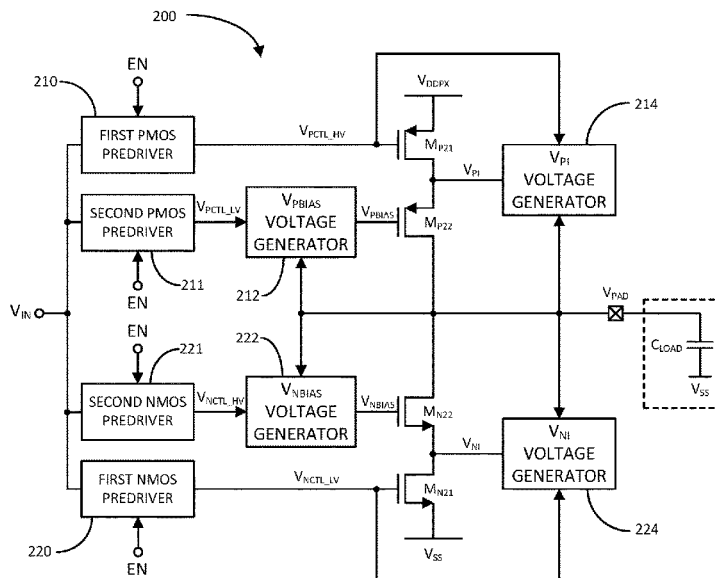 200
210
EN
FIRST PMOS
PREDRIVER
V_PCTL_HV
V_DDPX
M_P21
V_PI
214
V_PI
VOLTAGE
GENERATOR
SECOND PMOS
PREDRIVER
V_PCTL_LV
V_PBIAS
VOLTAGE
GENERATOR
V_PBIAS
M_P22
211
EN
212
V_IN
V_PAD
C_LOAD
V_SS
EN
221
222
SECOND NMOS
PREDRIVER
V_NCTL_HV
V_NBIAS
VOLTAGE
GENERATOR
V_NBIAS
M_N22
V_NI
V_NI
VOLTAGE
GENERATOR
FIRST NMOS
PREDRIVER
V_NCTL_LV
M_N21
V_SS
220
EN
224